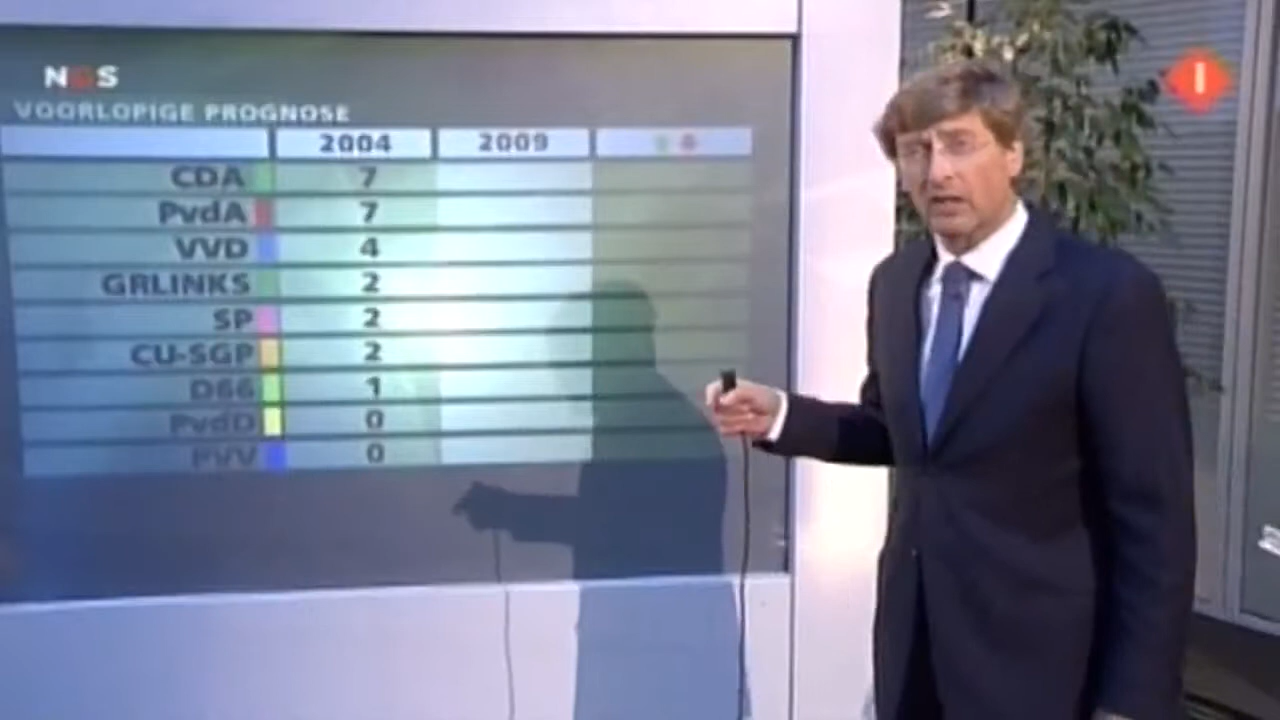 NOS
VOORLOPIGE PROGNOSE
2004 2009
CDA 7
PvdA 7
VVD 4
GRLINKS 2
SP 2
CU-SGP 2
D66 1
PvdD 0
PVV 0
1